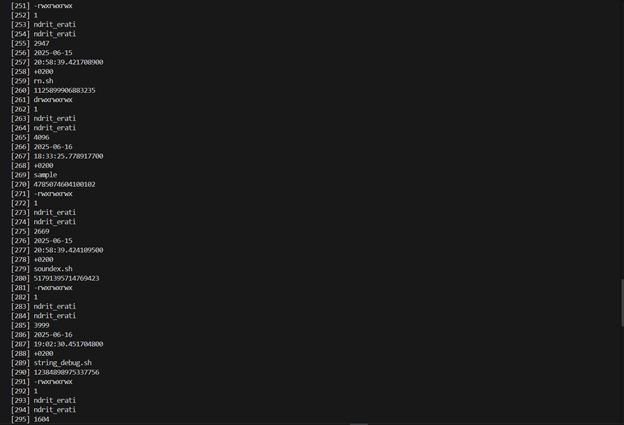 [251] -rwxrwxrwx
[252] 1
[253] ndrit_erati
[254] ndrit_erati
[255] 2947
[256] 2025-06-15
[257] 20:58:39.421708900
[258] +0200
[259] rn.sh
[260] 1125899906883235
[261] drwxrwxrwx
[262] 1
[263] ndrit_erati
[264] ndrit_erati
[265] 4096
[266] 2025-06-16
[267] 18:33:25.778917700
[268] +0200
[269] sample
[270] 4785074604100102
[271] -rwxrwxrwx
[272] 1
[273] ndrit_erati
[274] ndrit_erati
[275] 2669
[276] 2025-06-15
[277] 20:58:39.424109500
[278] +0200
[279] soundex.sh
[280] 51791395714769423
[281] -rwxrwxrwx
[282] 1
[283] ndrit_erati
[284] ndrit_erati
[285] 3999
[286] 2025-06-16
[287] 19:02:30.451704800
[288] +0200
[289] string_debug.sh
[290] 12384898975337756
[291] -rwxrwxrwx
[292] 1
[293] ndrit_erati
[294] ndrit_erati
[295] 1604